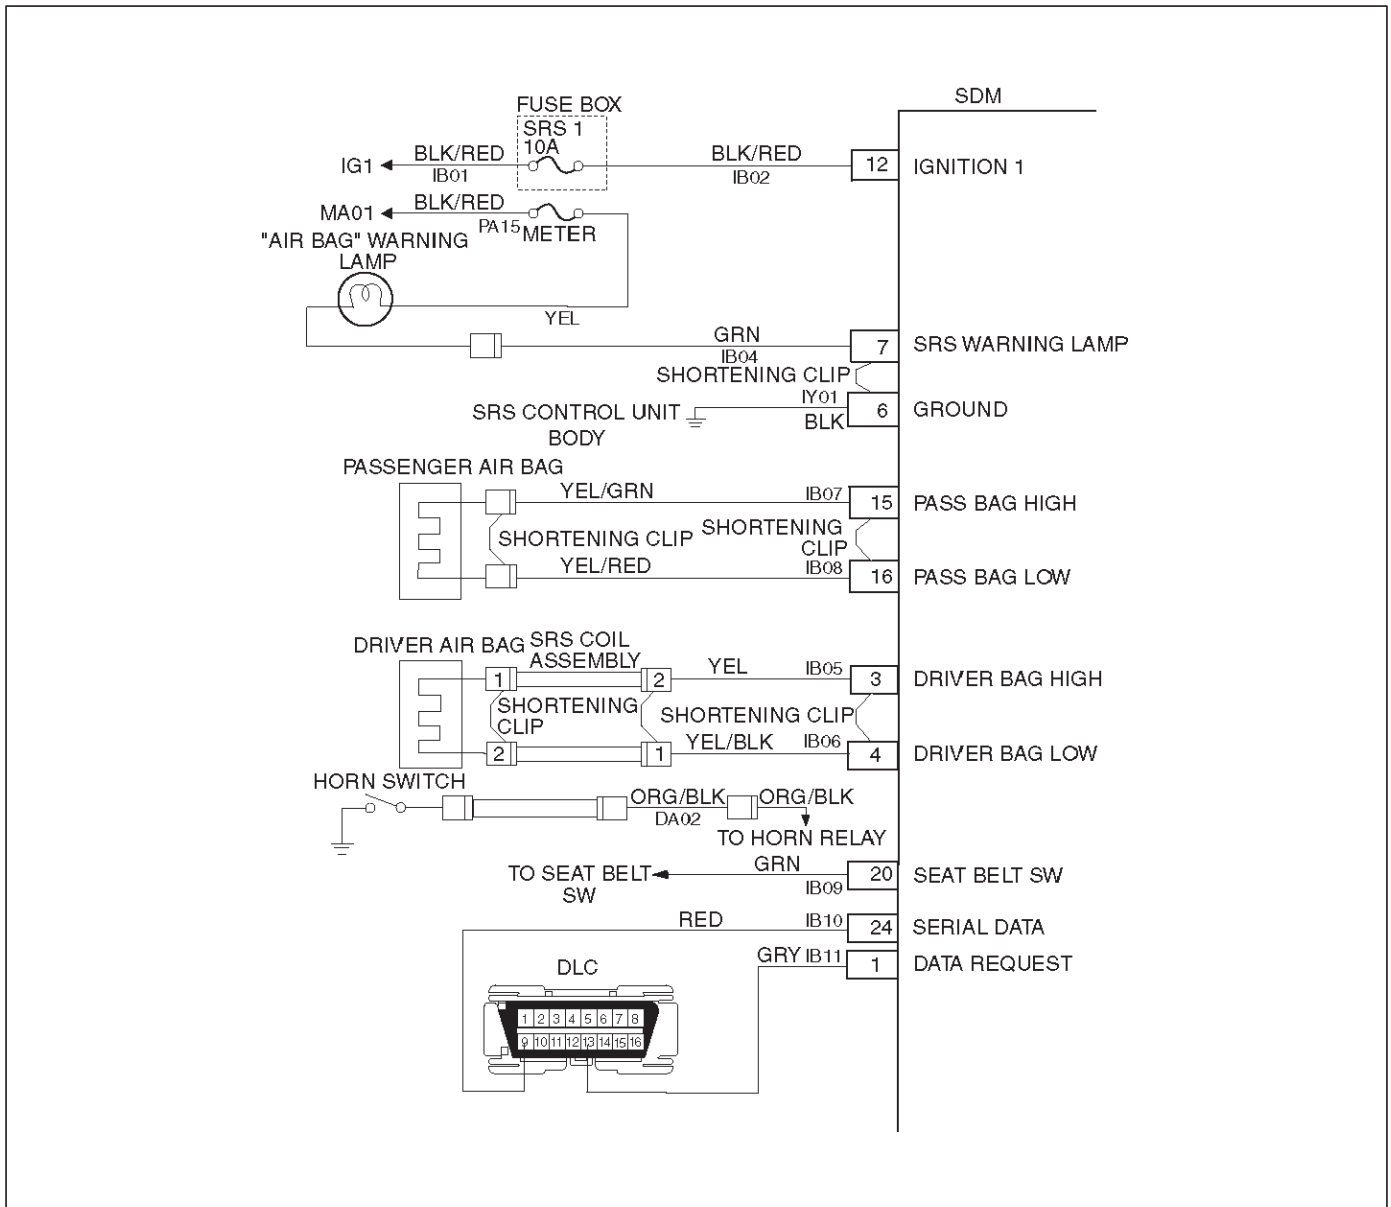 SDM
FUSE BOX
SRS 1
10A
IG1
BLK/RED
IB01
BLK/RED
IB02
12
IGNITION 1
MA01
BLK/RED
PA15
METER
"AIR BAG" WARNING
LAMP
YEL
GRN
IB04
7
SRS WARNING LAMP
SHORTENING CLIP
IY01
BLK
6
GROUND
SRS CONTROL UNIT
BODY
PASSENGER AIR BAG
YEL/GRN
IB07
15
PASS BAG HIGH
SHORTENING CLIP
SHORTENING
CLIP
YEL/RED
IB08
16
PASS BAG LOW
DRIVER AIR BAG
SRS COIL
ASSEMBLY
1
2
YEL
IB05
3
DRIVER BAG HIGH
SHORTENING
CLIP
SHORTENING CLIP
2
1
YEL/BLK
IB06
4
DRIVER BAG LOW
HORN SWITCH
ORG/BLK
DA02
ORG/BLK
TO HORN RELAY
TO SEAT BELT
SW
GRN
IB09
20
SEAT BELT SW
RED
IB10
24
SERIAL DATA
GRY
IB11
1
DATA REQUEST
DLC
1 2 3 4 5 6 7 8
9 10 11 12 13 14 15 16